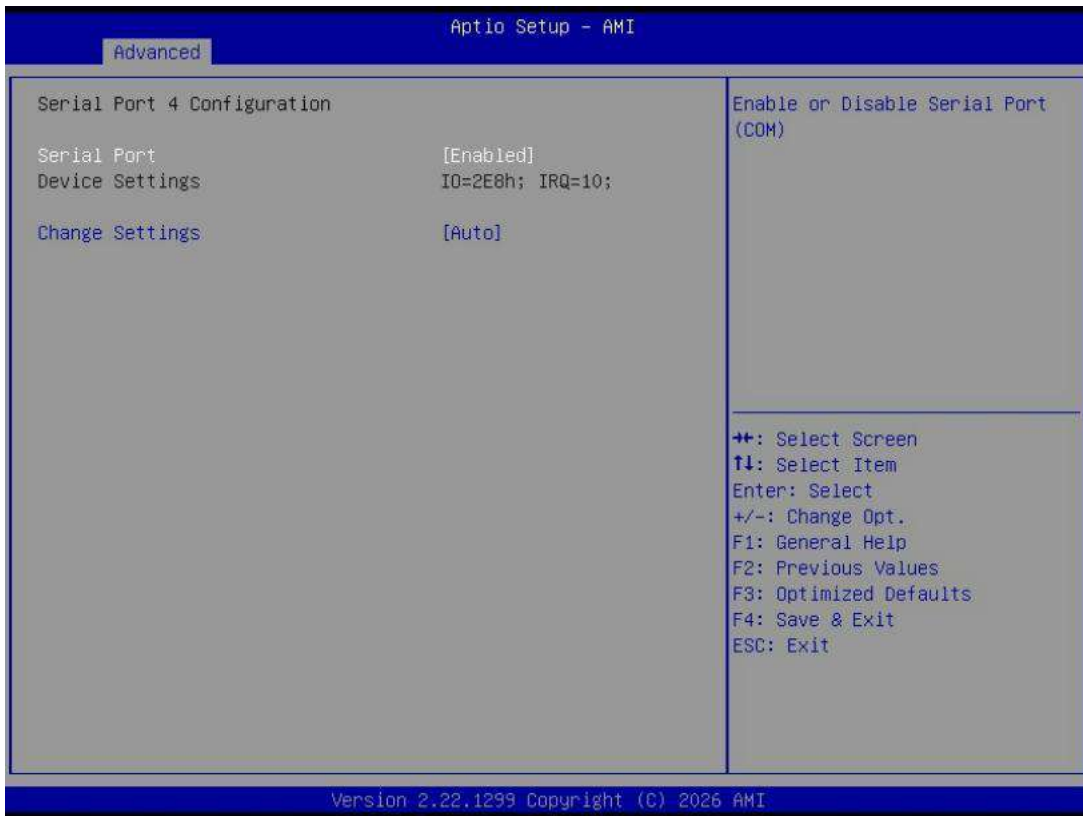 Aptio Setup – AMI
Advanced
Serial Port 4 Configuration
Serial Port [Enabled]
Device Settings IO=2E8h; IRQ=10;
Change Settings [Auto]
Enable or Disable Serial Port
(COM)
→←: Select Screen
↑↓: Select Item
Enter: Select
+/-: Change Opt.
F1: General Help
F2: Previous Values
F3: Optimized Defaults
F4: Save & Exit
ESC: Exit
Version 2.22.1299 Copyright (C) 2026 AMI